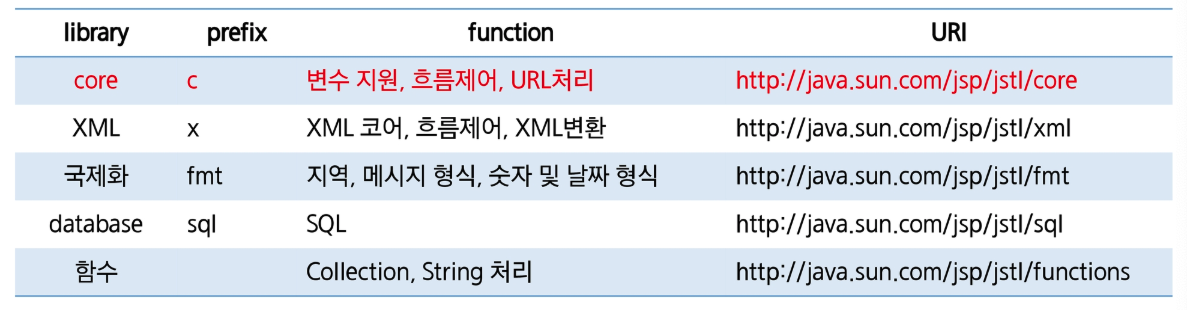 library prefix function URI
core c 변수 지원, 흐름제어, URL처리 http://java.sun.com/jsp/jstl/core
XML x XML 코어, 흐름제어, XML변환 http://java.sun.com/jsp/jstl/xml
국제화 fmt 지역, 메시지 형식, 숫자 및 날짜 형식 http://java.sun.com/jsp/jstl/fmt
database sql SQL http://java.sun.com/jsp/jstl/sql
함수 Collection, String 처리 http://java.sun.com/jsp/jstl/functions